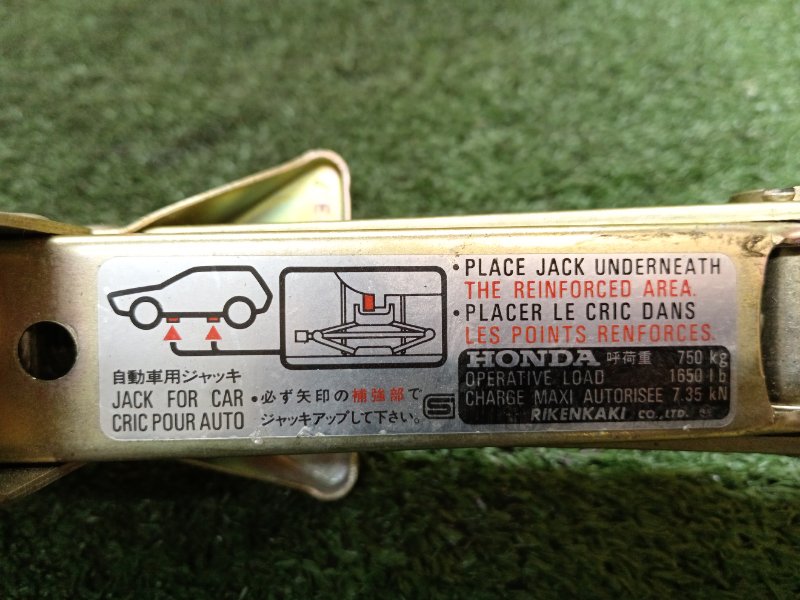 ・PLACE JACK UNDERNEATH
THE REINFORCED AREA.
・PLACER LE CRIC DANS
LES POINTS RENFORCES.
自動車用ジャッキ
JACK FOR CAR
CRIC POUR AUTO
・必ず矢印の補強部で
ジャッキアップして下さい。
S
HONDA 呼荷重 750 kg
OPERATIVE LOAD 1650 lb
CHARGE MAXI AUTORISEE 7.35 kN
RIKENKAKI CO.,LTD.